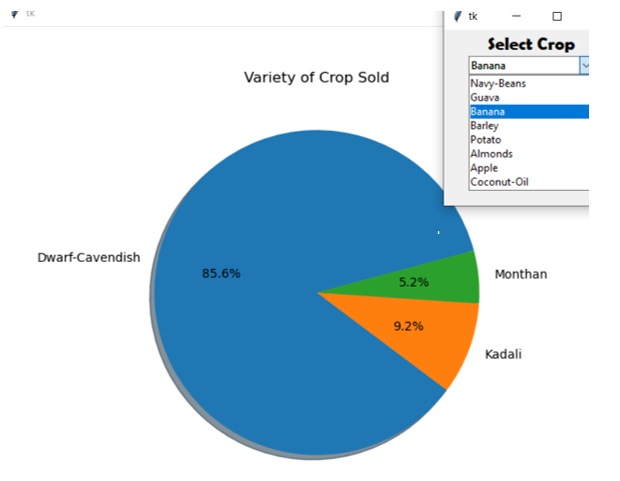 tk
tk
Select Crop
Banana
Navy-Beans
Guava
Banana
Barley
Potato
Almonds
Apple
Coconut-Oil
Variety of Crop Sold
Dwarf-Cavendish
85.6%
5.2%
Monthan
9.2%
Kadali